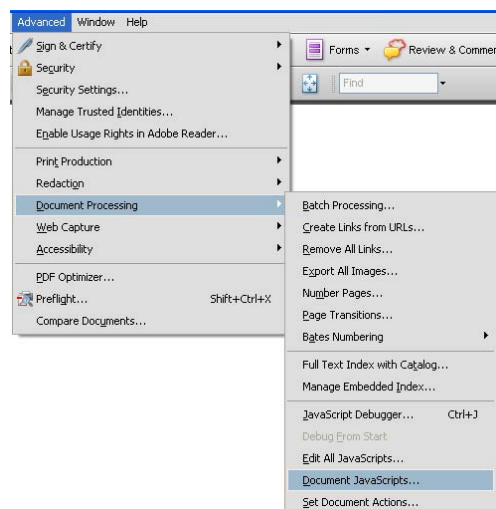 Advanced Window Help
Sign & Certify
Security
Security Settings...
Manage Trusted Identities...
Enable Usage Rights in Adobe Reader...
Print Production
Redaction
Document Processing
Web Capture
Accessibility
PDF Optimizer...
Preflight... Shift+Ctrl+X
Compare Documents...
Forms
Review & Commer
Find
Batch Processing...
Create Links from URLs...
Remove All Links...
Export All Images...
Number Pages...
Page Transitions...
Bates Numbering
Full Text Index with Catalog...
Manage Embedded Index...
JavaScript Debugger... Ctrl+J
Debug From Start
Edit All JavaScripts...
Document JavaScripts...
Set Document Actions...